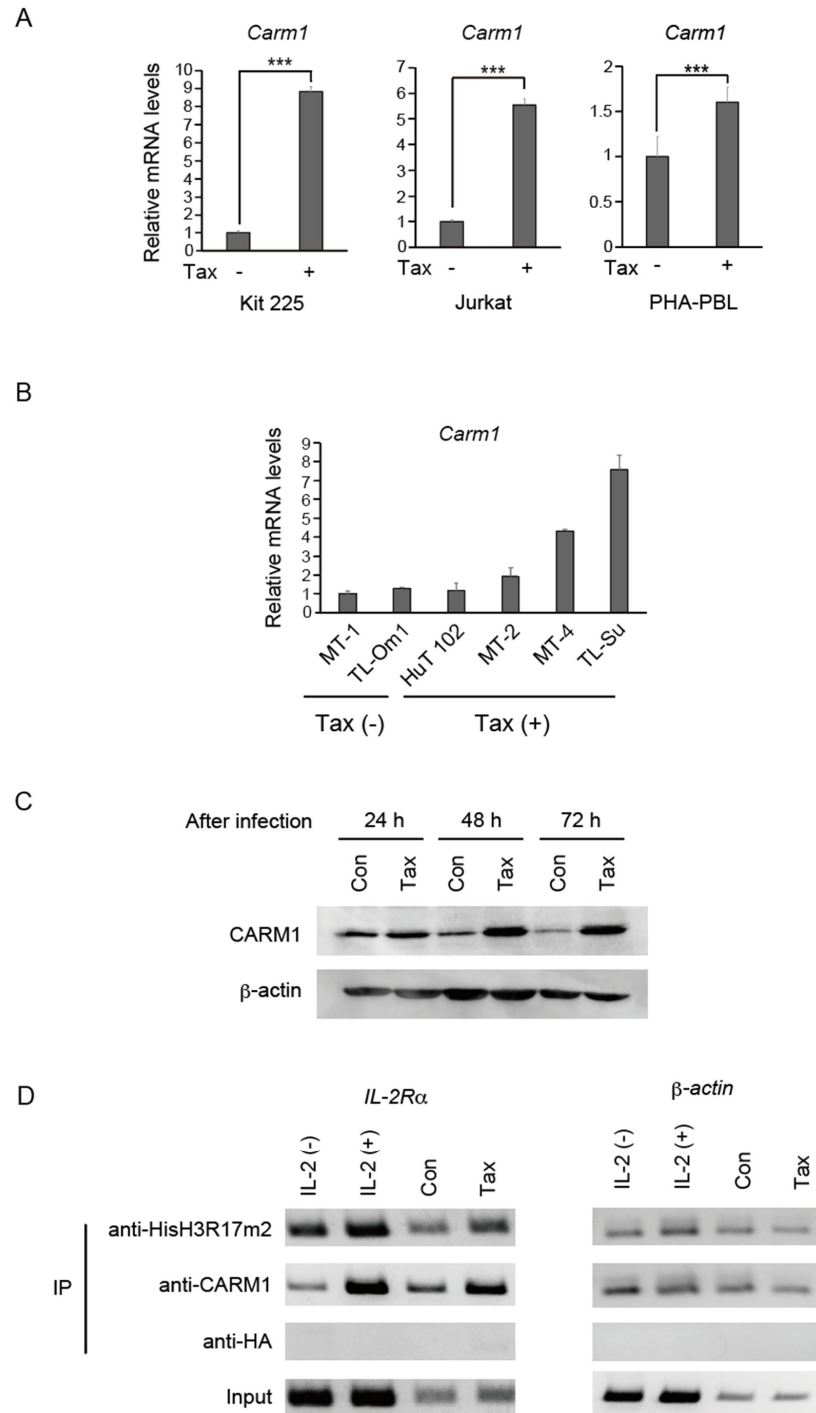 A
Carm1 Carm1 Carm1
*** *** ***
Relative mRNA levels
10
9
8
7
6
5
4
3
2
1
0
7
6
5
4
3
2
1
0
2
1.5
1
0.5
0
Tax - + Tax - + Tax - +
Kit 225 Jurkat PHA-PBL
B
Carm1
Relative mRNA levels
9
8
7
6
5
4
3
2
1
0
MT-1 TL-Om1 HuT 102 MT-2 MT-4 TL-Su
Tax (-) Tax (+)
C
After infection 24 h 48 h 72 h
Con Tax Con Tax Con Tax
CARM1
β-actin
D
IL-2Rα β-actin
IL-2 (-) IL-2 (+) Con Tax IL-2 (-) IL-2 (+) Con Tax
anti-HisH3R17m2
IP anti-CARM1
anti-HA
Input